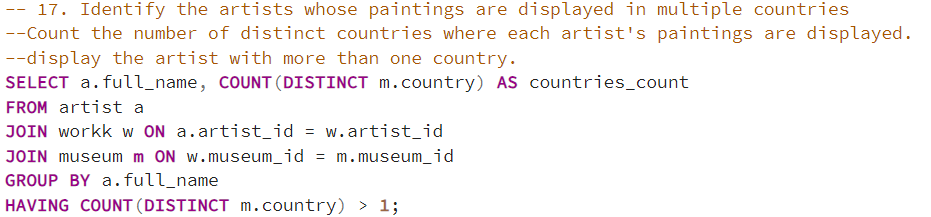 -- 17. Identify the artists whose paintings are displayed in multiple countries
--Count the number of distinct countries where each artist's paintings are displayed.
--display the artist with more than one country.
SELECT a.full_name, COUNT(DISTINCT m.country) AS countries_count
FROM artist a
JOIN workk w ON a.artist_id = w.artist_id
JOIN museum m ON w.museum_id = m.museum_id
GROUP BY a.full_name
HAVING COUNT(DISTINCT m.country) > 1;